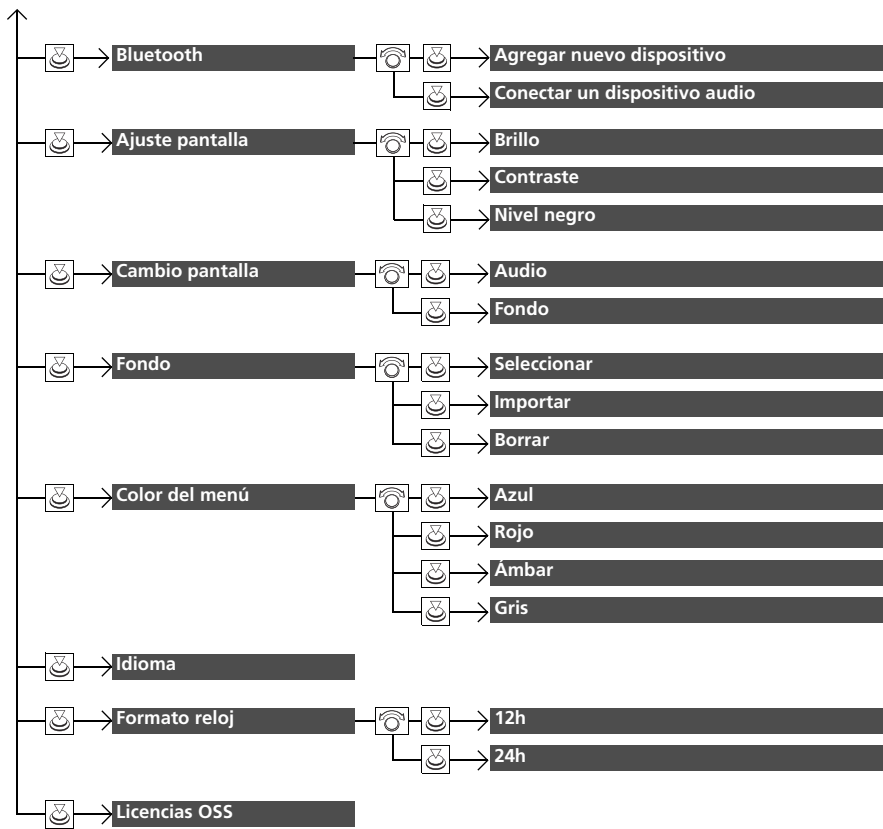 Bluetooth
Agregar nuevo dispositivo
Conectar un dispositivo audio
Ajuste pantalla
Brillo
Contraste
Nivel negro
Cambio pantalla
Audio
Fondo
Fondo
Seleccionar
Importar
Borrar
Color del menú
Azul
Rojo
Ámbar
Gris
Idioma
Formato reloj
12h
24h
Licencias OSS